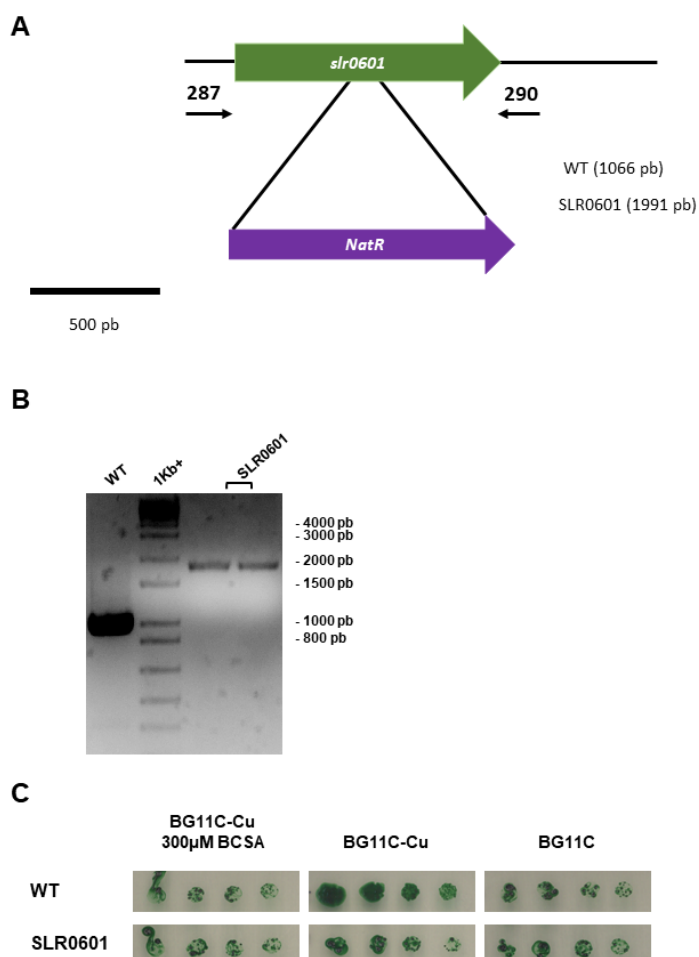 A
slr0601
287
290
WT (1066 pb)
SLR0601 (1991 pb)
NatR
500 pb
B
WT
1Kb+
SLR0601
- 4000 pb
- 3000 pb
- 2000 pb
- 1500 pb
- 1000 pb
- 800 pb
C
BG11C-Cu
300µM BCSA
BG11C-Cu
BG11C
WT
SLR0601